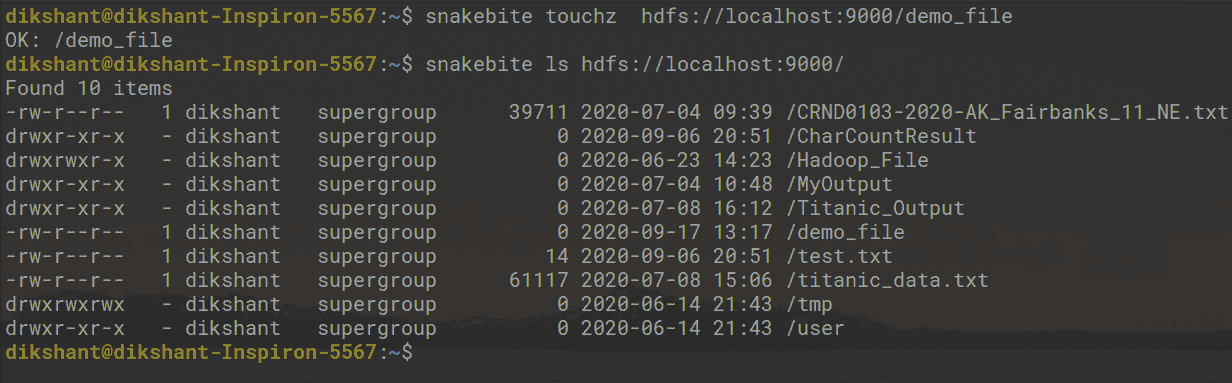 dikshant@dikshant-Inspiron-5567:~$ snakebite touchz  hdfs://localhost:9000/demo_file
OK: /demo_file
dikshant@dikshant-Inspiron-5567:~$ snakebite ls hdfs://localhost:9000/
Found 10 items
-rw-r--r--   1 dikshant   supergroup      39711 2020-07-04 09:39 /CRND0103-2020-AK_Fairbanks_11_NE.txt
drwxr-xr-x   - dikshant   supergroup          0 2020-09-06 20:51 /CharCountResult
drwxrwxr-x   - dikshant   supergroup          0 2020-06-23 14:23 /Hadoop_File
drwxr-xr-x   - dikshant   supergroup          0 2020-07-04 10:48 /MyOutput
drwxr-xr-x   - dikshant   supergroup          0 2020-07-08 16:12 /Titanic_Output
-rw-r--r--   1 dikshant   supergroup          0 2020-09-17 13:17 /demo_file
-rw-r--r--   1 dikshant   supergroup         14 2020-09-06 20:51 /test.txt
-rw-r--r--   1 dikshant   supergroup      61117 2020-07-08 15:06 /titanic_data.txt
drwxrwxrwx   - dikshant   supergroup          0 2020-06-14 21:43 /tmp
drwxr-xr-x   - dikshant   supergroup          0 2020-06-14 21:43 /user
dikshant@dikshant-Inspiron-5567:~$